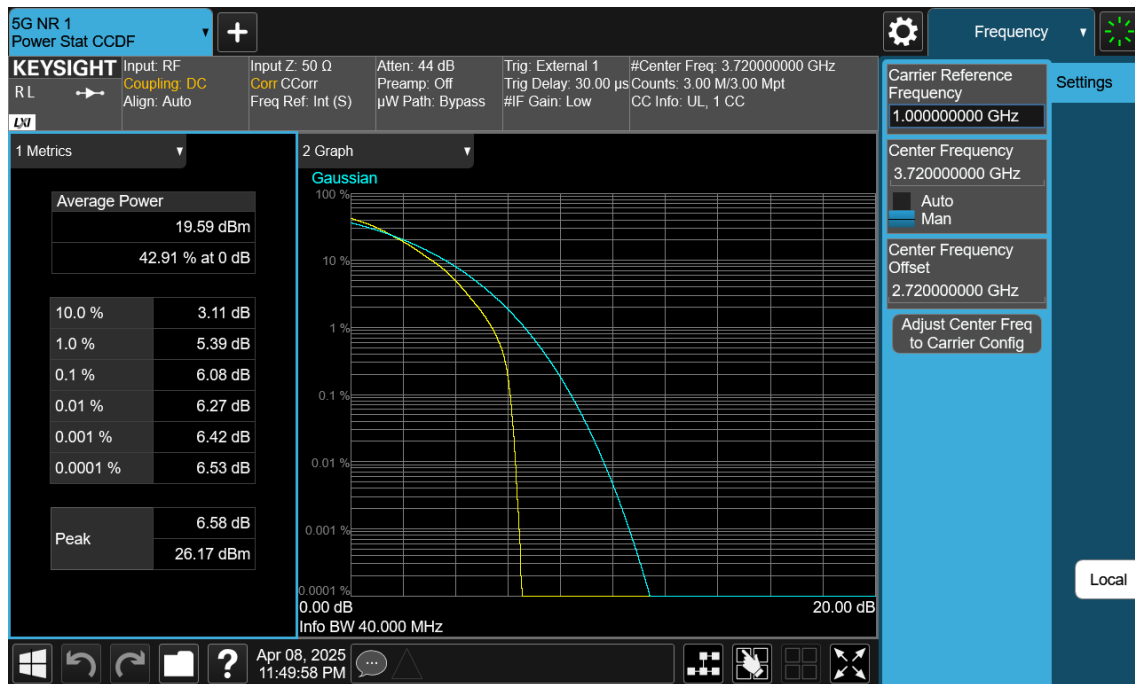 5G NR 1
Power Stat CCDF
Frequency
KEYSIGHT
RL
LXI
Input: RF
Coupling: DC
Align: Auto
Input Z: 50 Ω
Corr CCorr
Freq Ref: Int (S)
Atten: 44 dB
Preamp: Off
µW Path: Bypass
Trig: External 1
Trig Delay: 30.00 µs
#IF Gain: Low
#Center Freq: 3.720000000 GHz
Counts: 3.00 M/3.00 Mpt
CC Info: UL, 1 CC
1 Metrics
Average Power
19.59 dBm
42.91 % at 0 dB
10.0 % 3.11 dB
1.0 % 5.39 dB
0.1 % 6.08 dB
0.01 % 6.27 dB
0.001 % 6.42 dB
0.0001 % 6.53 dB
Peak
6.58 dB
26.17 dBm
2 Graph
Gaussian
100 %
10 %
1 %
0.1 %
0.01 %
0.001 %
0.0001 %
0.00 dB 20.00 dB
Info BW 40.000 MHz
Carrier Reference
Frequency
1.000000000 GHz
Center Frequency
3.720000000 GHz
Auto
Man
Center Frequency
Offset
2.720000000 GHz
Adjust Center Freq
to Carrier Config
Settings
Local
?
Apr 08, 2025
11:49:58 PM